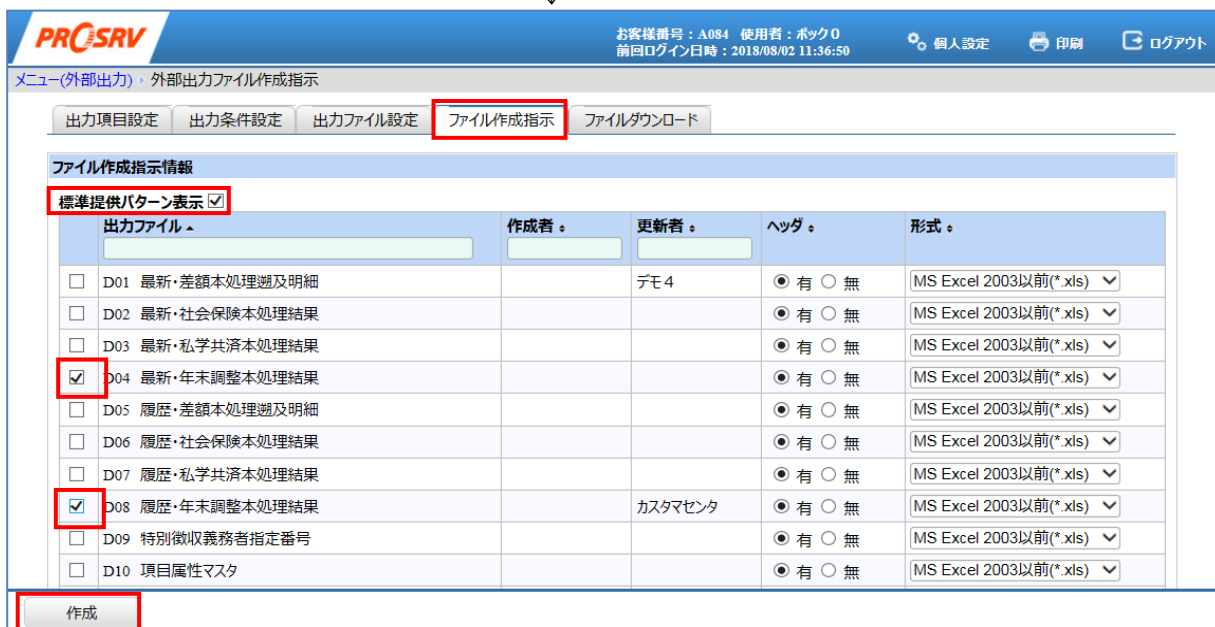 PROSRV
お客様番号：A084 使用者：ボック０
前回ログイン日時：2018/08/02 11:36:50
個人設定 印刷 ログアウト
メニュー(外部出力) › 外部出力ファイル作成指示
出力項目設定 出力条件設定 出力ファイル設定 ファイル作成指示 ファイルダウンロード
ファイル作成指示情報
標準提供パターン表示
出力ファイル 作成者 更新者 ヘッダ 形式
D01 最新・差額本処理遡及明細 デモ４ 有 無 MS Excel 2003以前(*.xls)
D02 最新・社会保険本処理結果 有 無 MS Excel 2003以前(*.xls)
D03 最新・私学共済本処理結果 有 無 MS Excel 2003以前(*.xls)
D04 最新・年末調整本処理結果 有 無 MS Excel 2003以前(*.xls)
D05 履歴・差額本処理遡及明細 有 無 MS Excel 2003以前(*.xls)
D06 履歴・社会保険本処理結果 有 無 MS Excel 2003以前(*.xls)
D07 履歴・私学共済本処理結果 有 無 MS Excel 2003以前(*.xls)
D08 履歴・年末調整本処理結果 カスタマセンタ 有 無 MS Excel 2003以前(*.xls)
D09 特別徴収義務者指定番号 有 無 MS Excel 2003以前(*.xls)
D10 項目属性マスタ 有 無 MS Excel 2003以前(*.xls)
作成